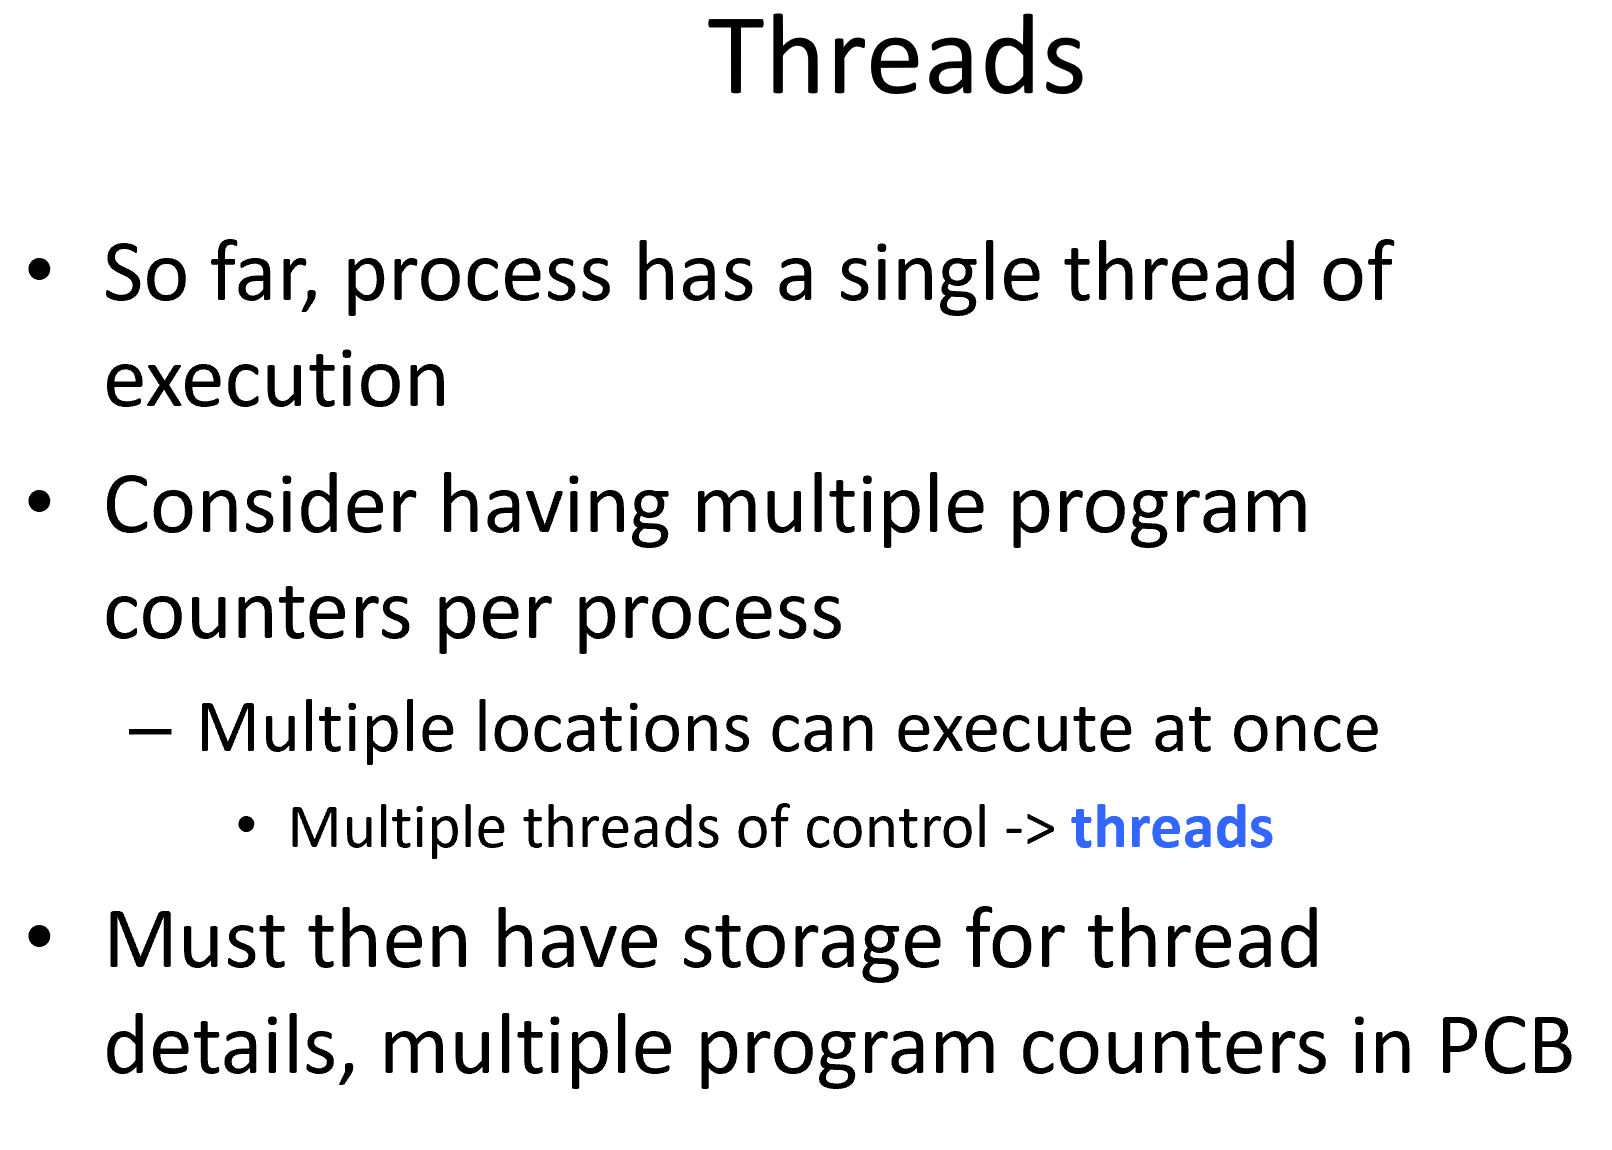 Threads
• So far, process has a single thread of
execution
• Consider having multiple program
counters per process
– Multiple locations can execute at once
• Multiple threads of control -> threads
• Must then have storage for thread
details, multiple program counters in PCB